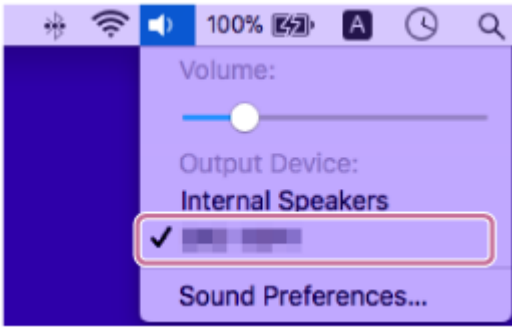 100% A
Volume:
Output Device:
Internal Speakers
Sound Preferences...